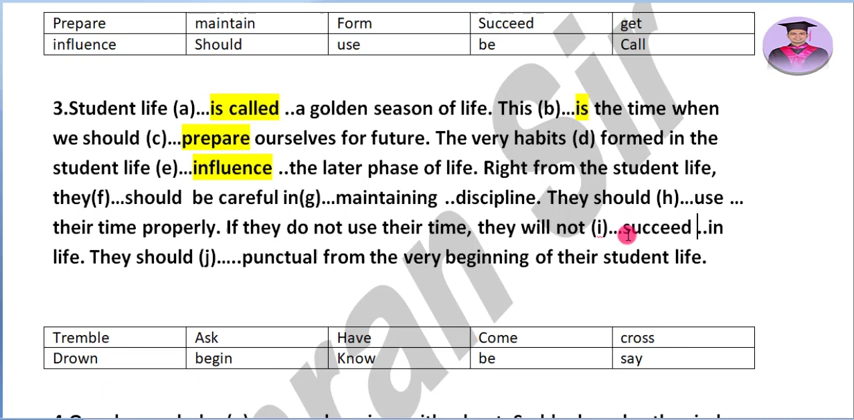 Prepare maintain Form Succeed get
influence Should use be Call
3.Student life (a)...is called ..a golden season of life. This (b)...is the time when
we should (c)...prepare ourselves for future. The very habits (d) formed in the
student life (e)...influence ..the later phase of life. Right from the student life,
they(f)...should be careful in(g)...maintaining ..discipline. They should (h)...use ...
their time properly. If they do not use their time, they will not (i)...succeed ..in
life. They should (j).....punctual from the very beginning of their student life.
Tremble Ask Have Come cross
Drown begin Know be say